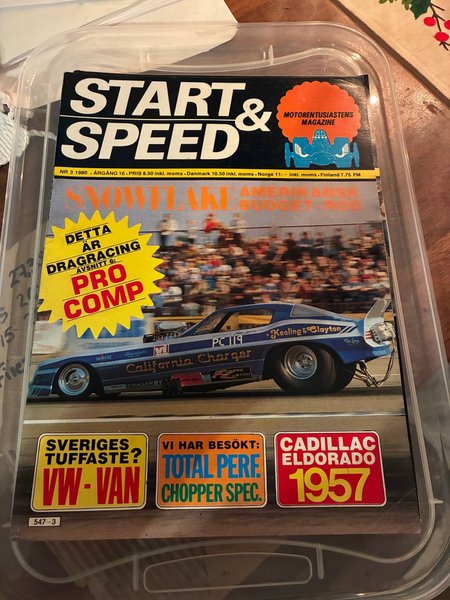 START & SPEED
MOTORENTUSIASTENS
MAGAZINE
NR 3 1980 - ÅRGÅNG 16 - PRIS 8.50 inkl. moms - Danmark 10.50 inkl. moms - Norge 11:- inkl. moms - Finland 7.75 FM
SNOWFLAKE AMERIKANSK
BUGGET-ROD
DETTA
ÄR
DRAGRACING
AVSNITT 6:
PRO
COMP
PC 119
Keeling & Clayton
California Charger
SVERIGES
TUFFASTE?
VW-VAN
VI HAR BESÖKT:
TOTAL PERF.
CHOPPER SPEC.
CADILLAC
ELDORADO
1957
547-3